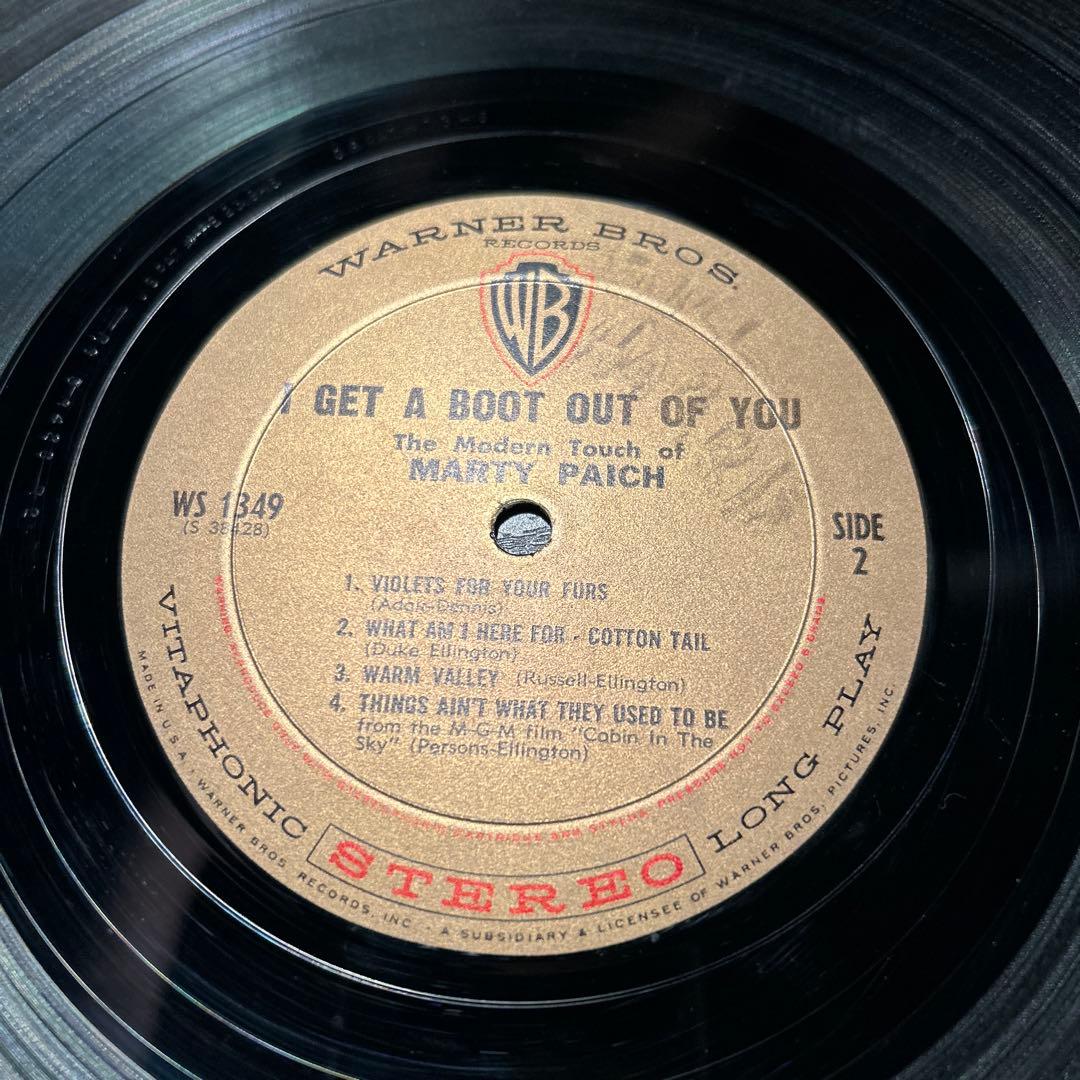 WARNER BROS.
RECORDS
WB
I GET A BOOT OUT OF YOU
The Modern Touch of
MARTY PAICH
WS 1349
(S 38428)
SIDE
2
1. VIOLETS FOR YOUR FURS
(Adair-Dennis)
2. WHAT AM I HERE FOR - COTTON TAIL
(Duke Ellington)
3. WARM VALLEY (Russell-Ellington)
4. THINGS AIN'T WHAT THEY USED TO BE
from the M-G-M film "Cabin In The
Sky" (Persons-Ellington)
VITAPHONIC STEREO LONG PLAY
MADE IN U.S.A. · WARNER BROS. RECORDS, INC. · A SUBSIDIARY & LICENSEE OF WARNER BROS. PICTURES, INC.